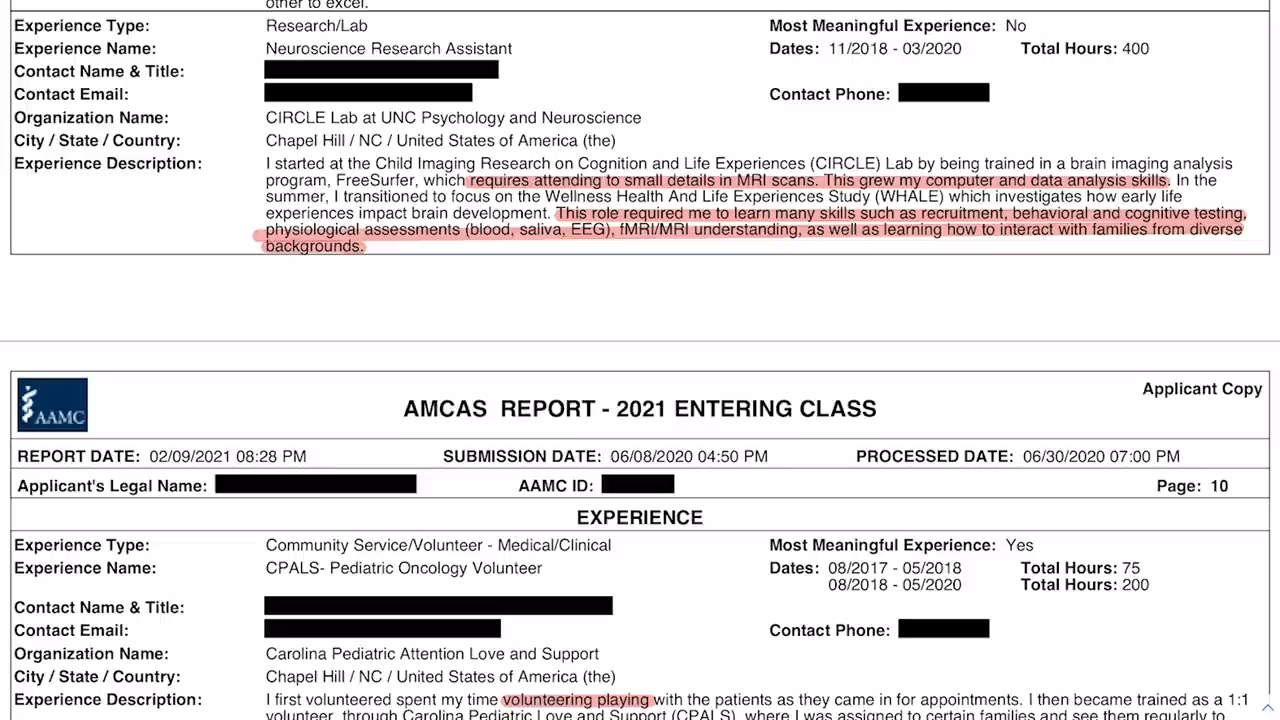 other to excel.
Experience Type: Research/Lab Most Meaningful Experience: No
Experience Name: Neuroscience Research Assistant Dates: 11/2018 - 03/2020 Total Hours: 400
Contact Name & Title:
Contact Email: Contact Phone:
Organization Name: CIRCLE Lab at UNC Psychology and Neuroscience
City / State / Country: Chapel Hill / NC / United States of America (the)
Experience Description: I started at the Child Imaging Research on Cognition and Life Experiences (CIRCLE) Lab by being trained in a brain imaging analysis
program, FreeSurfer, which requires attending to small details in MRI scans. This grew my computer and data analysis skills. In the
summer, I transitioned to focus on the Wellness Health And Life Experiences Study (WHALE) which investigates how early life
experiences impact brain development. This role required me to learn many skills such as recruitment, behavioral and cognitive testing,
physiological assessments (blood, saliva, EEG), fMRI/MRI understanding, as well as learning how to interact with families from diverse
backgrounds.
AAMC
Applicant Copy
AMCAS REPORT - 2021 ENTERING CLASS
REPORT DATE: 02/09/2021 08:28 PM SUBMISSION DATE: 06/08/2020 04:50 PM PROCESSED DATE: 06/30/2020 07:00 PM
Applicant's Legal Name: AAMC ID: Page: 10
EXPERIENCE
Experience Type: Community Service/Volunteer - Medical/Clinical Most Meaningful Experience: Yes
Experience Name: CPALS- Pediatric Oncology Volunteer Dates: 08/2017 - 05/2018 Total Hours: 75
08/2018 - 05/2020 Total Hours: 200
Contact Name & Title:
Contact Email: Contact Phone:
Organization Name: Carolina Pediatric Attention Love and Support
City / State / Country: Chapel Hill / NC / United States of America (the)
Experience Description: I first volunteered spent my time volunteering playing with the patients as they came in for appointments. I then became trained as a 1:1
volunteer, through Carolina Pediatric Love and Support (CPALS), where I was assigned to certain families and see them regularly to